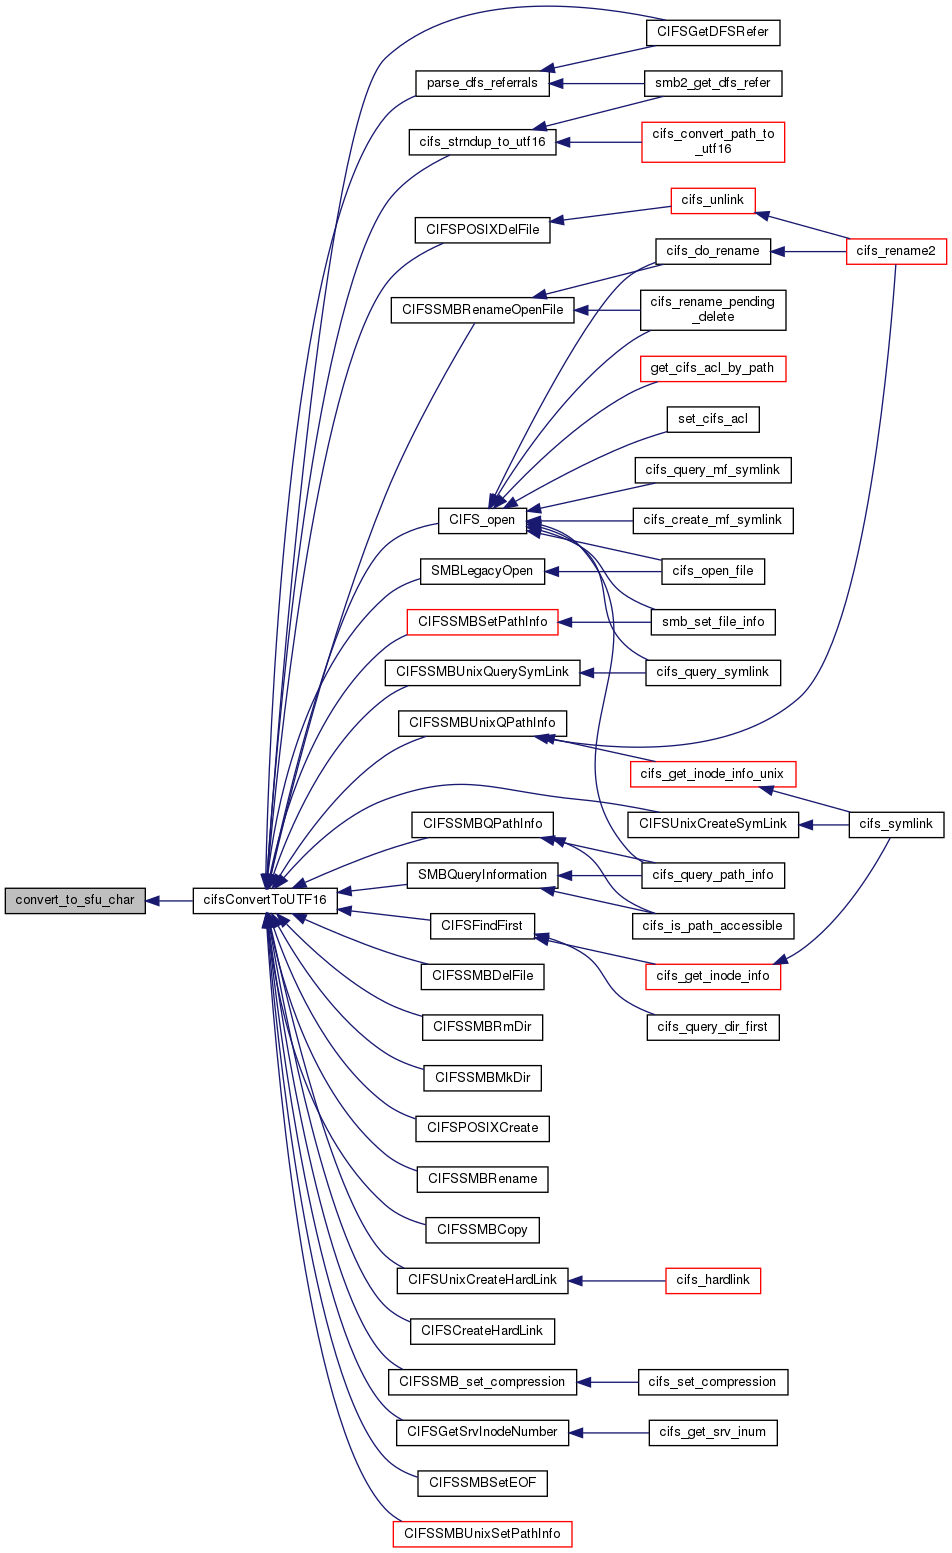 CIFSGetDFSRefer
parse_dfs_referrals
smb2_get_dfs_refer
cifs_strndup_to_utf16
cifs_convert_path_to
_utf16
cifs_unlink
CIFSPOSIXDelFile
cifs_do_rename
cifs_rename2
CIFSSMBRenameOpenFile
cifs_rename_pending
_delete
get_cifs_acl_by_path
set_cifs_acl
cifs_query_mf_symlink
CIFS_open
cifs_create_mf_symlink
SMBLegacyOpen
cifs_open_file
CIFSSMBSetPathInfo
smb_set_file_info
CIFSSMBUnixQuerySymLink
cifs_query_symlink
CIFSSMBUnixQPathInfo
cifs_get_inode_info_unix
CIFSSMBQPathInfo
CIFSUnixCreateSymLink
cifs_symlink
SMBQueryInformation
cifs_query_path_info
convert_to_sfu_char
cifsConvertToUTF16
CIFSFindFirst
cifs_is_path_accessible
CIFSSMBDelFile
cifs_get_inode_info
CIFSSMBRmDir
cifs_query_dir_first
CIFSSMBMkDir
CIFSPOSIXCreate
CIFSSMBRename
CIFSSMBCopy
CIFSUnixCreateHardLink
cifs_hardlink
CIFSCreateHardLink
CIFSSMB_set_compression
cifs_set_compression
CIFSGetSrvInodeNumber
cifs_get_srv_inum
CIFSSMBSetEOF
CIFSSMBUnixSetPathInfo